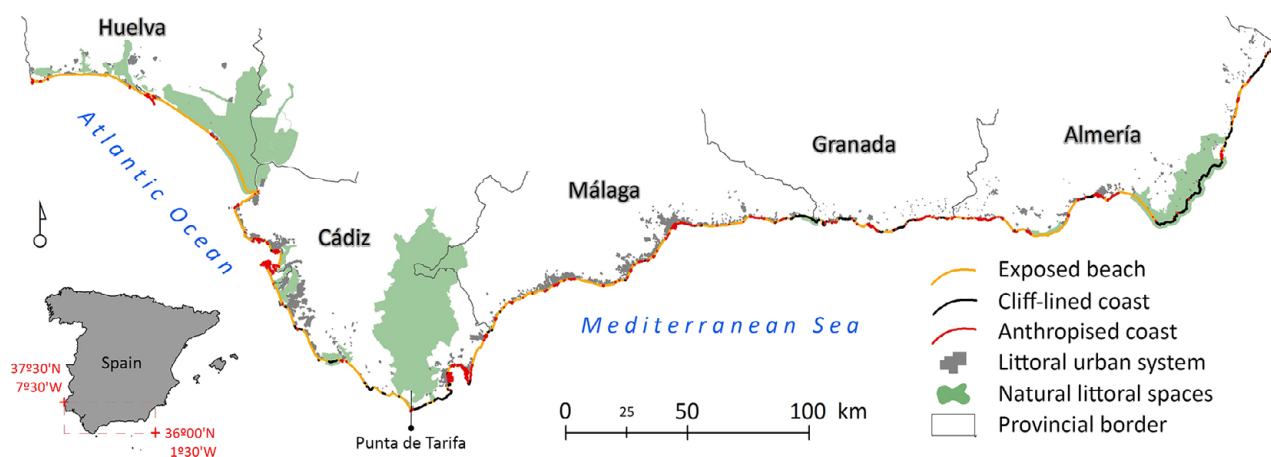 Huelva
Atlantic Ocean
Cádiz
Málaga
Granada
Almería
Mediterranean Sea
Punta de Tarifa
Spain
37º30'N
7º30'W
36º00'N
1º30'W
0 25 50 100 km
Exposed beach
Cliff-lined coast
Anthropised coast
Littoral urban system
Natural littoral spaces
Provincial border